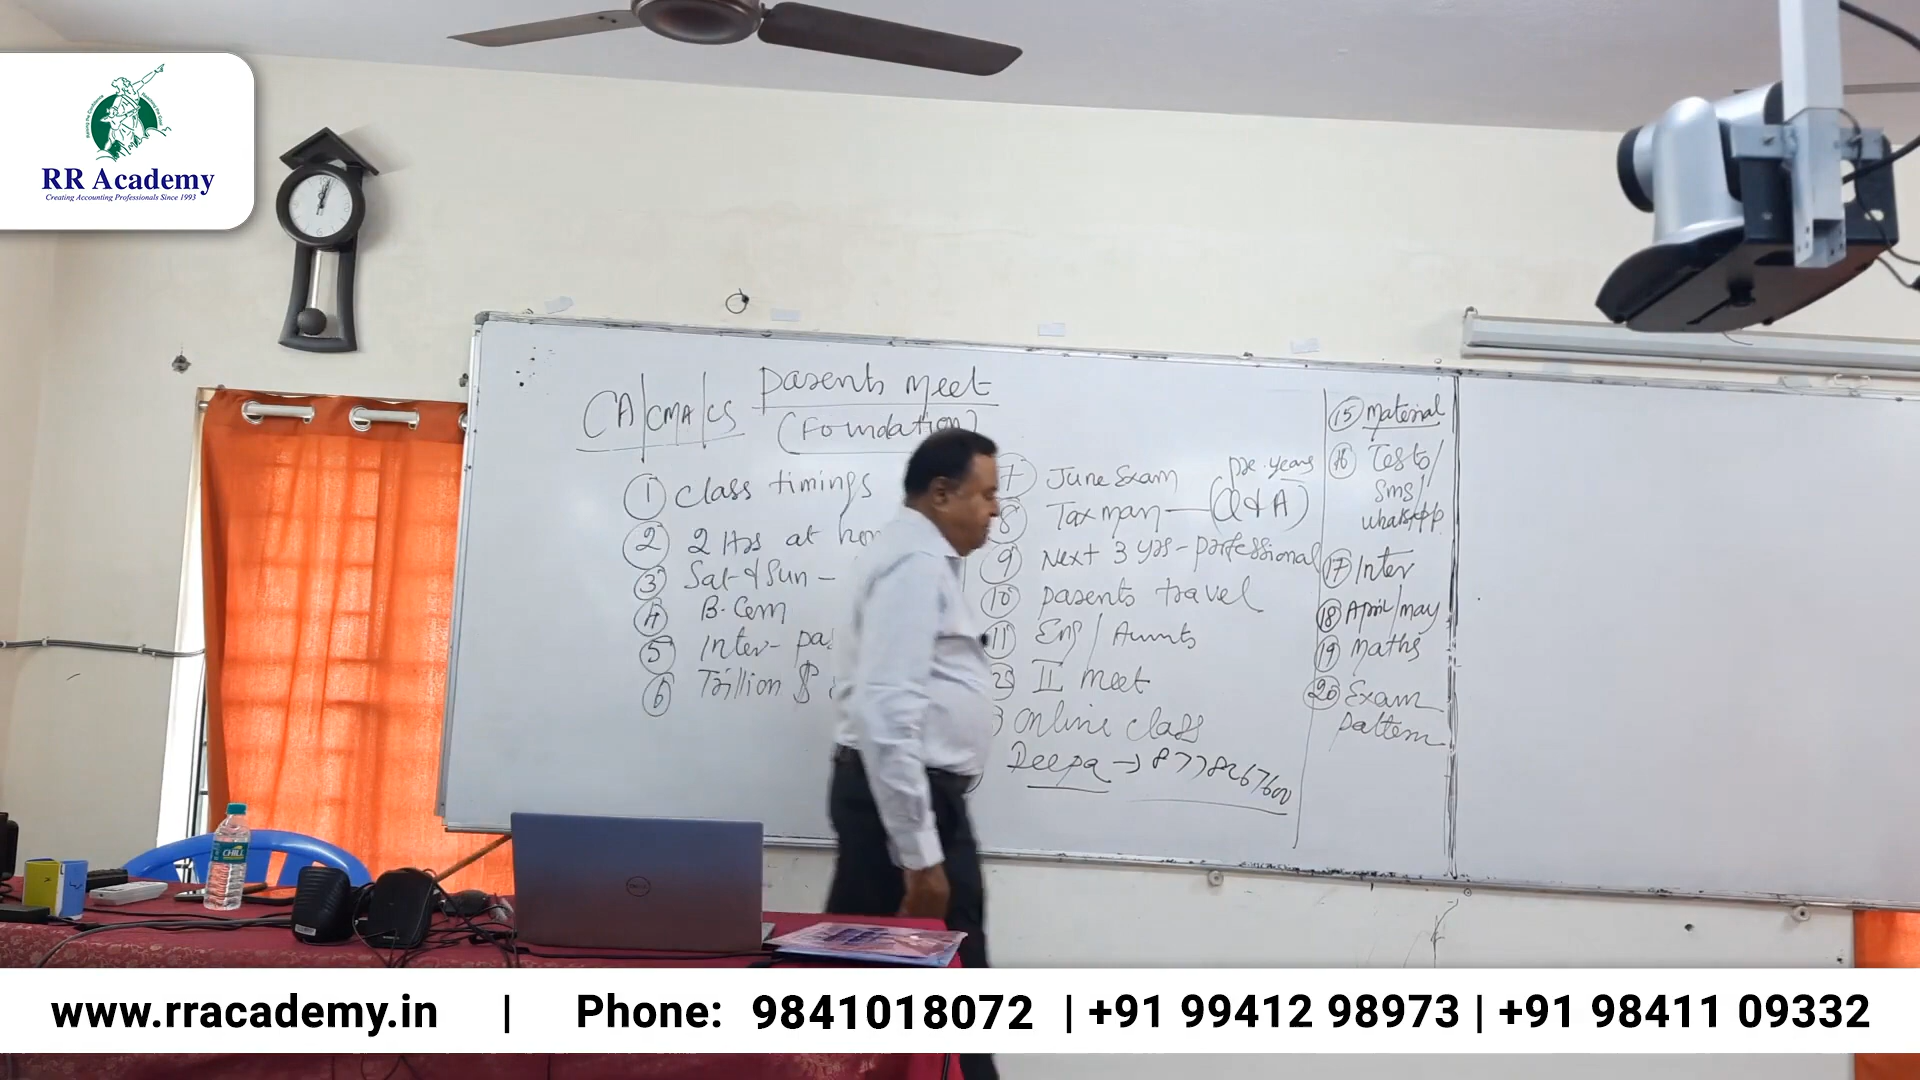 RR Academy
Creating Accounting Professionals Since 1993
CA/CMA/CS
Parents Meet
(Foundation)
① Class timings
② 2 Hrs at
③ Sat & Sun –
④ B.Com
⑤ Inter-
⑥ Trillion $
7 June Exam
pre. years
8 Taxman — (Q & A)
⑨ Next 3 yrs - professional
⑩ parents travel
⑪ Eng / Accounts
II Meet
Online class
Deepa → 8778267600
⑮ Material
⑯ Tests/
SMS/
WhatsApp
⑰ Inter
⑱ April/May
⑲ Maths
⑳ Exam
Pattern
CHILL
DELL
www.rracademy.in | Phone: 9841018072 | +91 99412 98973 | +91 98411 09332